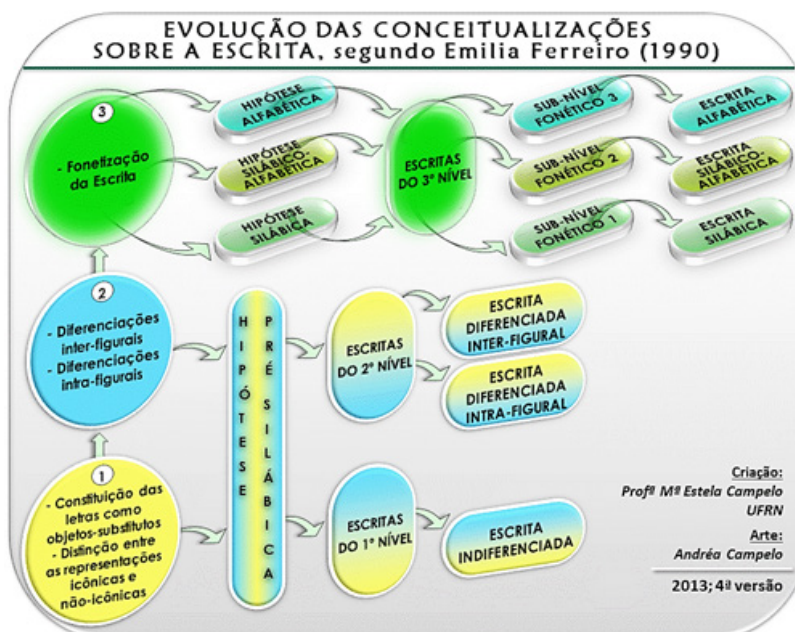 EVOLUÇÃO DAS CONCEITUALIZAÇÕES
SOBRE A ESCRITA, segundo Emilia Ferreiro (1990)
3
- Fonetização
da Escrita
HIPÓTESE
ALFABÉTICA
HIPÓTESE
SILÁBICO-
ALFABÉTICA
HIPÓTESE
SILÁBICA
ESCRITAS
DO 3º NÍVEL
SUB-NÍVEL
FONÉTICO 3
SUB-NÍVEL
FONÉTICO 2
SUB-NÍVEL
FONÉTICO 1
ESCRITA
ALFABÉTICA
ESCRITA
SILÁBICO-
ALFABÉTICA
ESCRITA
SILÁBICA
2
- Diferenciações
inter-figurais
- Diferenciações
intra-figurais
HIPÓTESE
PRÉ SILÁBICA
ESCRITAS
DO 2º NÍVEL
ESCRITA
DIFERENCIADA
INTER-FIGURAL
ESCRITA
DIFERENCIADA
INTRA-FIGURAL
1
- Constituição das
letras como
objetos-substitutos
- Distinção entre
as representações
icônicas e
não-icônicas
ESCRITAS
DO 1º NÍVEL
ESCRITA
INDIFERENCIADA
Criação:
Profª Mª Estela Campelo
UFRN
Arte:
Andréa Campelo
2013; 4ª versão